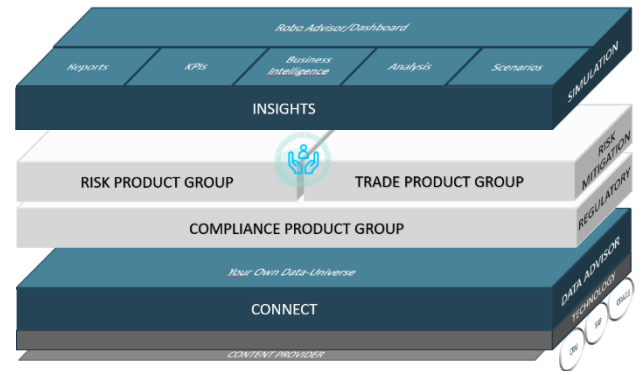 Robo Advisor/Dashboard
Reports
KPIs
Business
Intelligence
Analysis
Scenarios
INSIGHTS
SIMULATION
RISK PRODUCT GROUP
TRADE PRODUCT GROUP
RISK
MITIGATION
COMPLIANCE PRODUCT GROUP
REGULATORY
Your Own Data-Universe
CONNECT
DATA ADVISOR
TECHNOLOGY
CONTENT PROVIDER
CRM
SAP
ORACLE